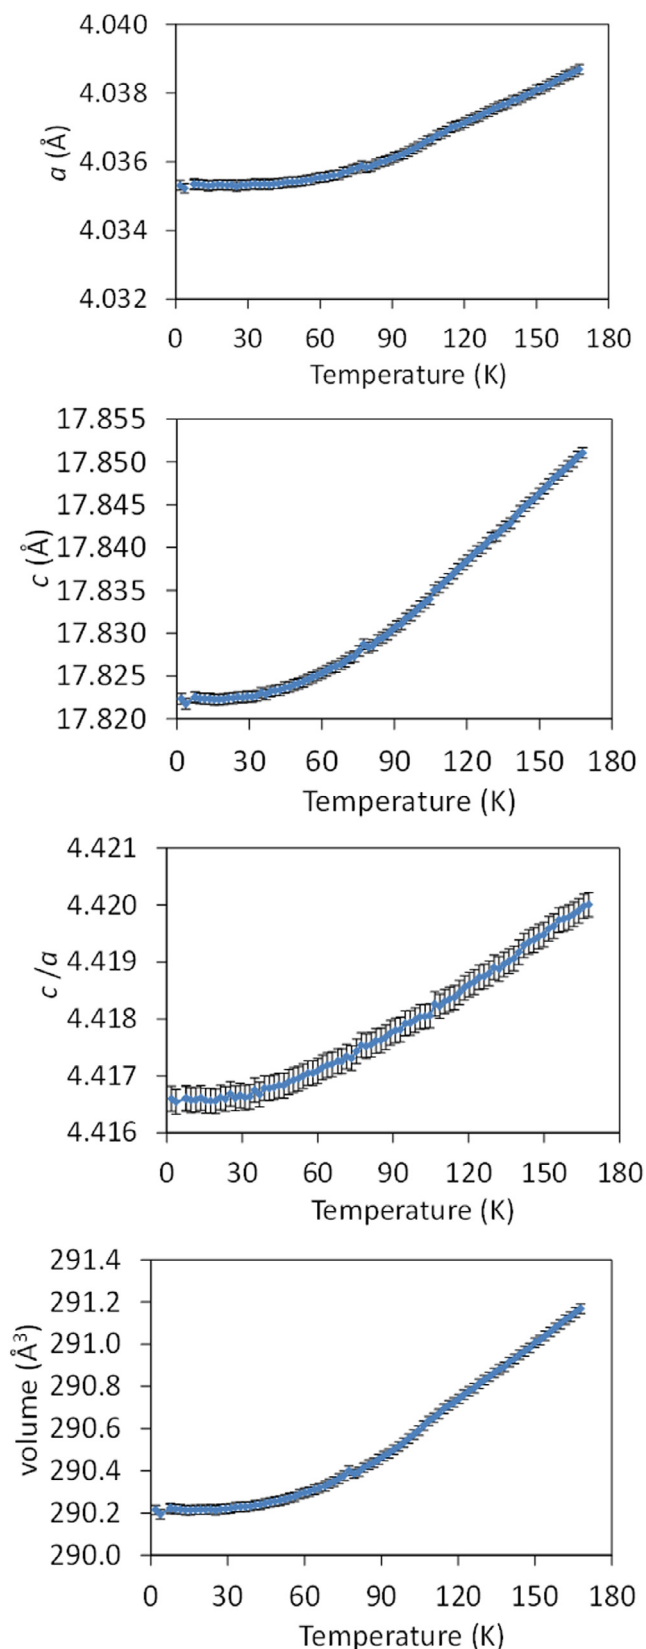 4.040
4.038
4.036
4.034
4.032
a (Å)
0 30 60 90 120 150 180
Temperature (K)
17.855
17.850
17.845
17.840
17.835
17.830
17.825
17.820
c (Å)
0 30 60 90 120 150 180
Temperature (K)
4.421
4.420
4.419
4.418
4.417
4.416
c/a
0 30 60 90 120 150 180
Temperature (K)
291.4
291.2
291.0
290.8
290.6
290.4
290.2
290.0
volume (Å³)
0 30 60 90 120 150 180
Temperature (K)